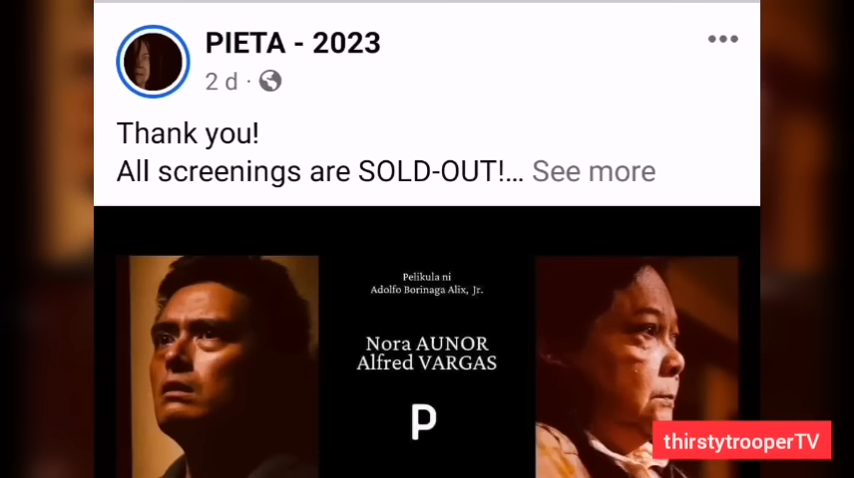 PIETA - 2023
2 d ·
Thank you!
All screenings are SOLD-OUT!... See more
Pelikula ni
Adolfo Borinaga Alix, Jr.
Nora AUNOR
Alfred VARGAS
P
thirstytrooperTV